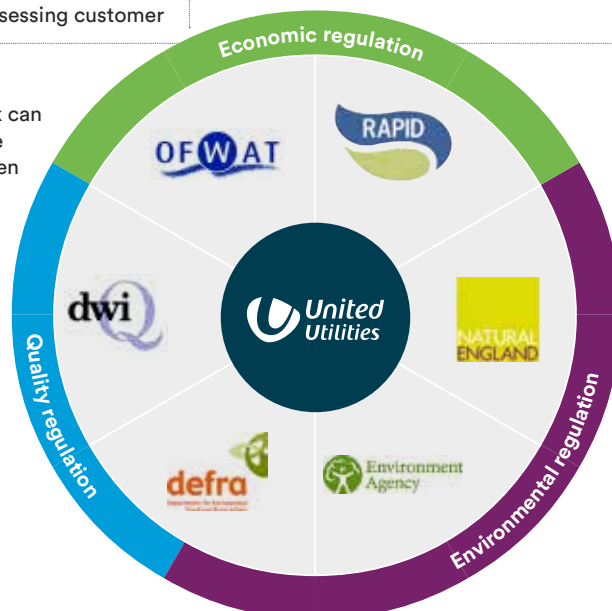 sessing customer
k can
e
en
Economic regulation
OFWAT
RAPID
dwi Q
United
Utilities
NATURAL
ENGLAND
Quality regulation
defra
Environment
Agency
Environmental regulation